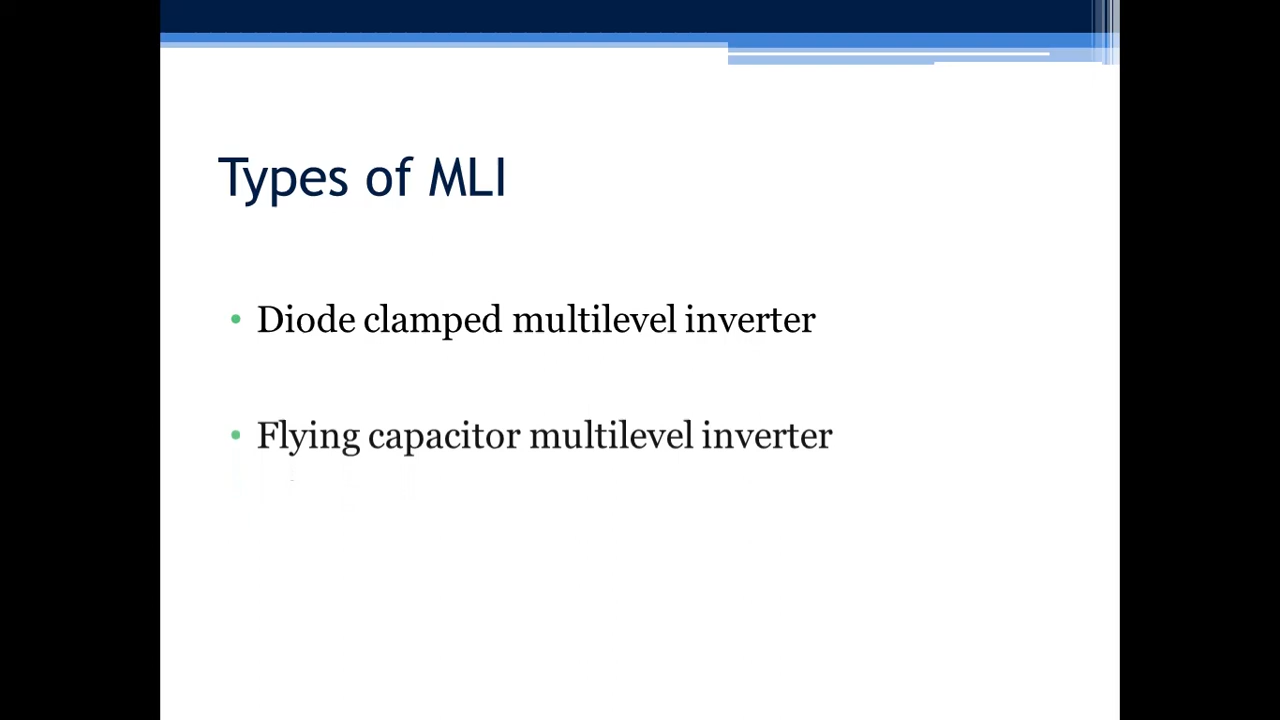 Types of MLI
• Diode clamped multilevel inverter
• Flying capacitor multilevel inverter